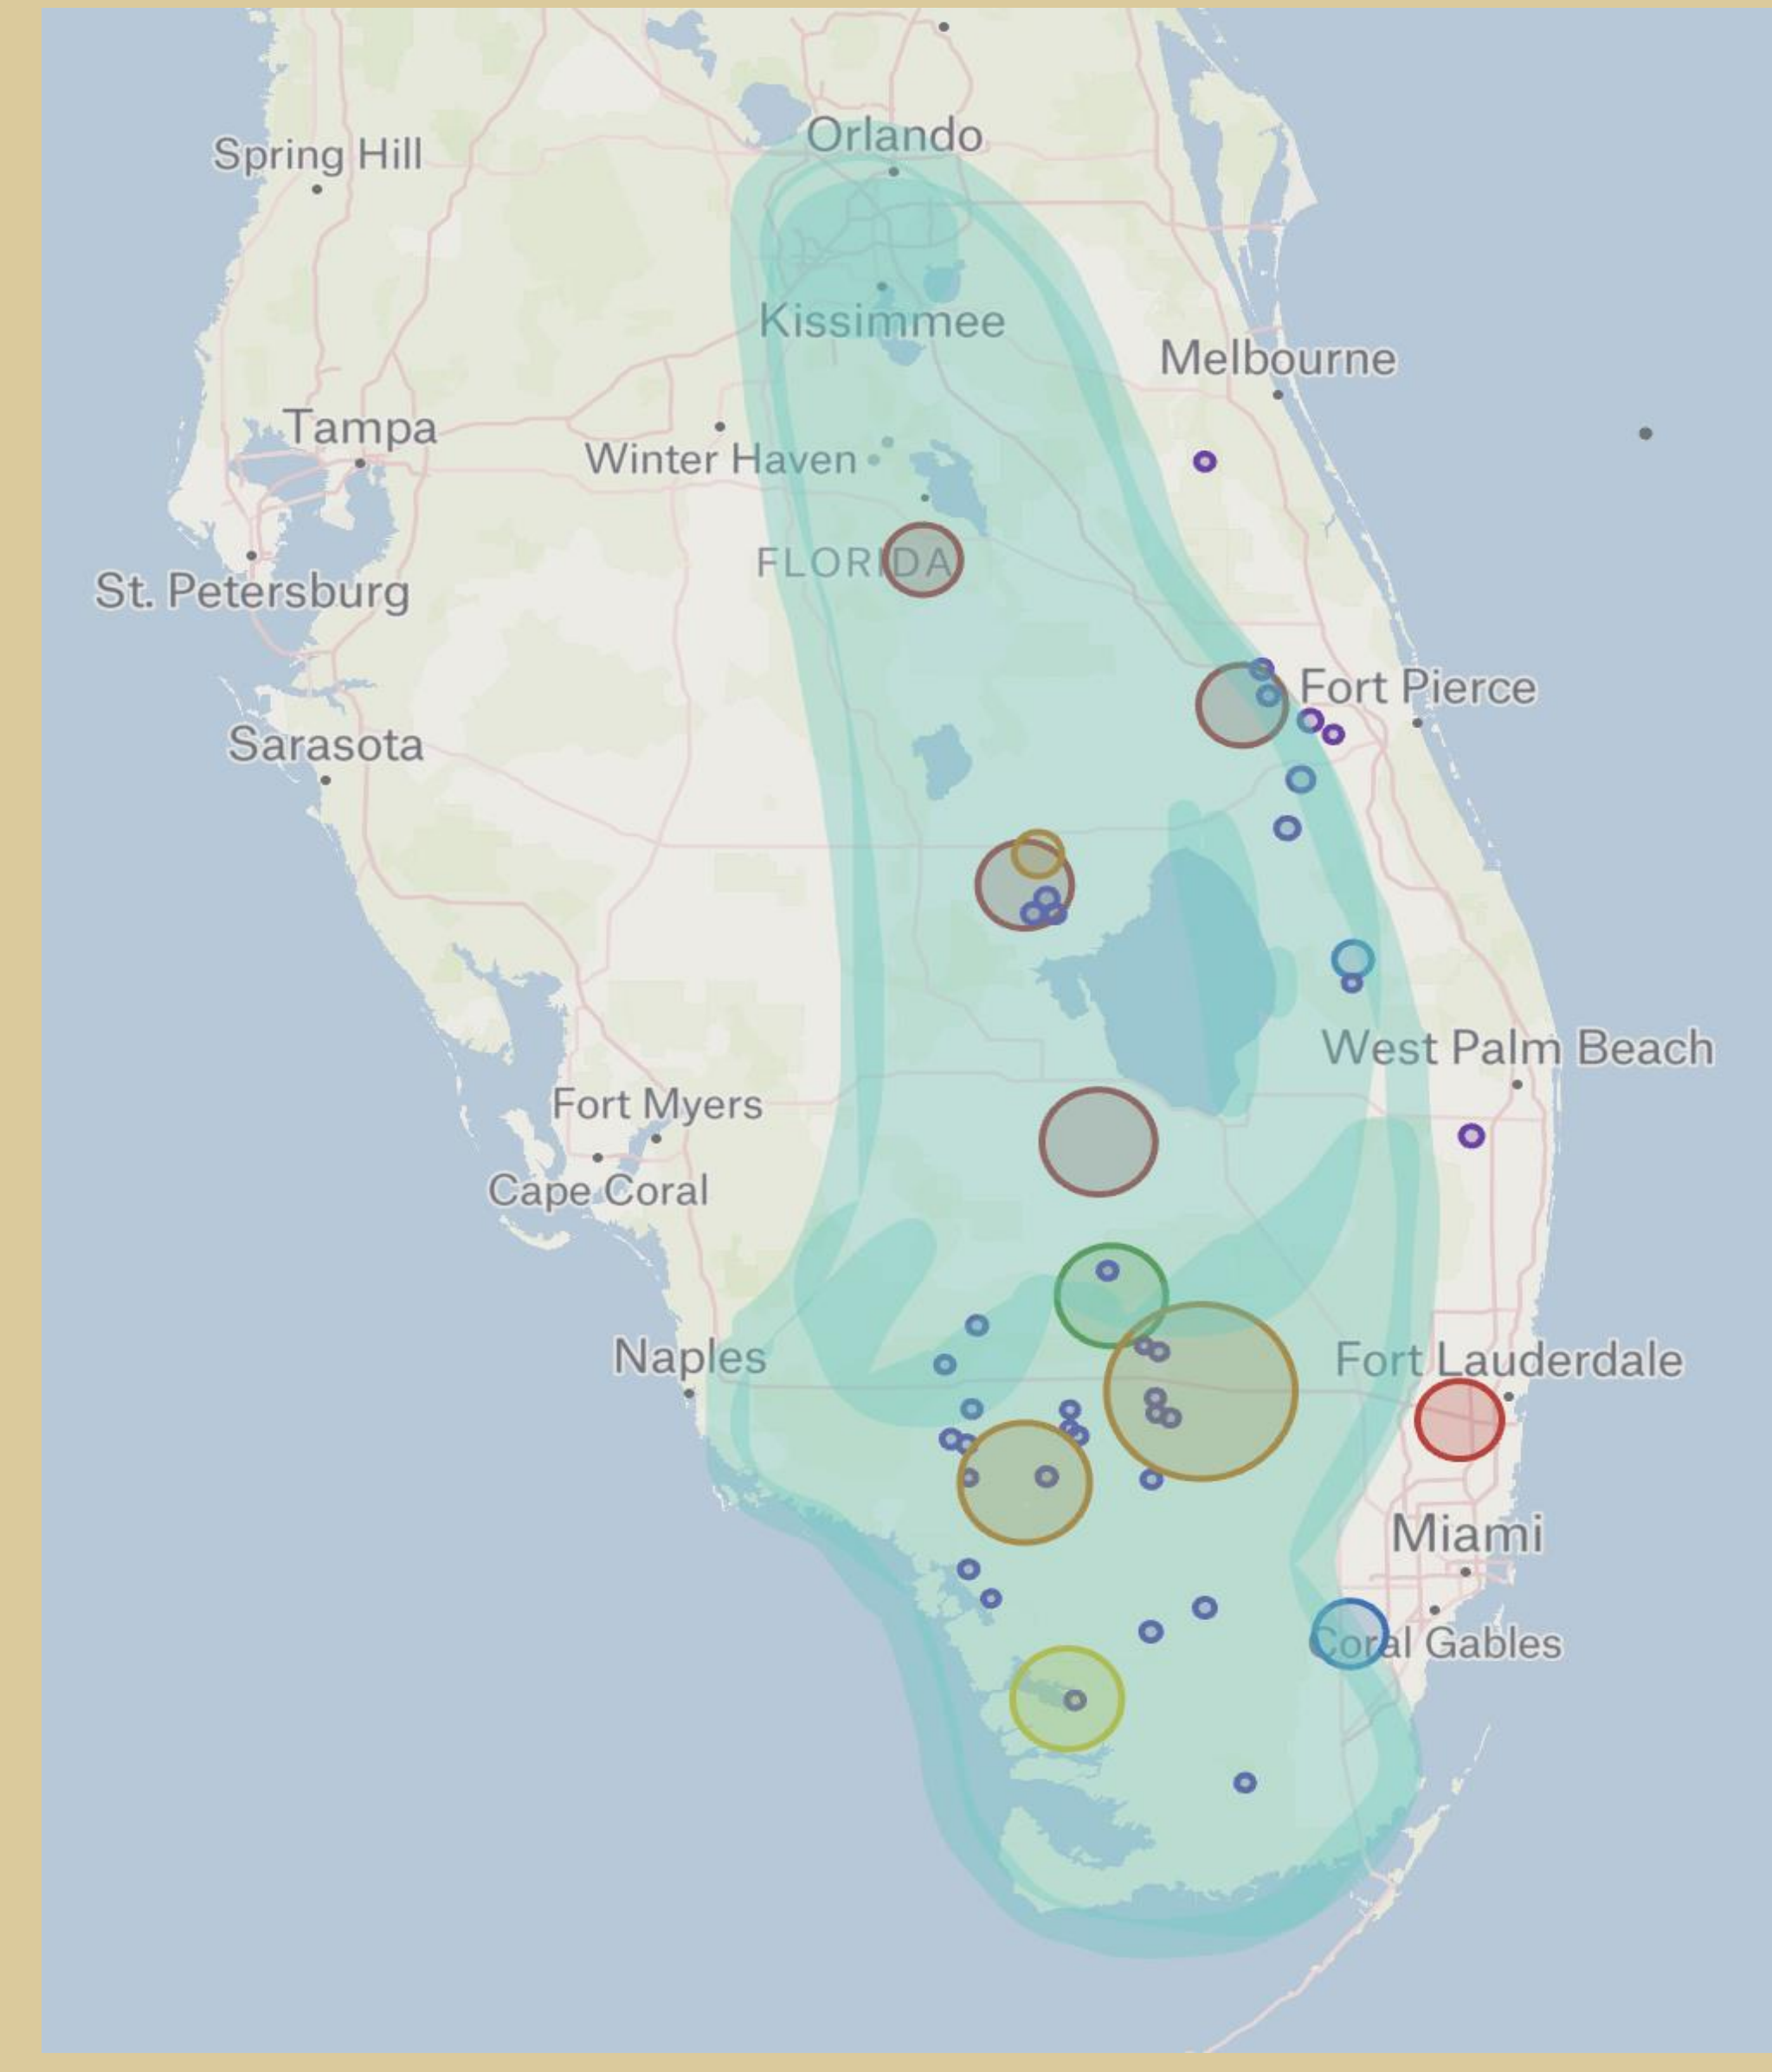 Orlando
Spring Hill
Kissimmee
Melbourne
Tampa
Winter Haven
FLORIDA
St. Petersburg
Fort Pierce
Sarasota
West Palm Beach
Fort Myers
Cape Coral
Naples
Fort Lauderdale
Miami
Coral Gables